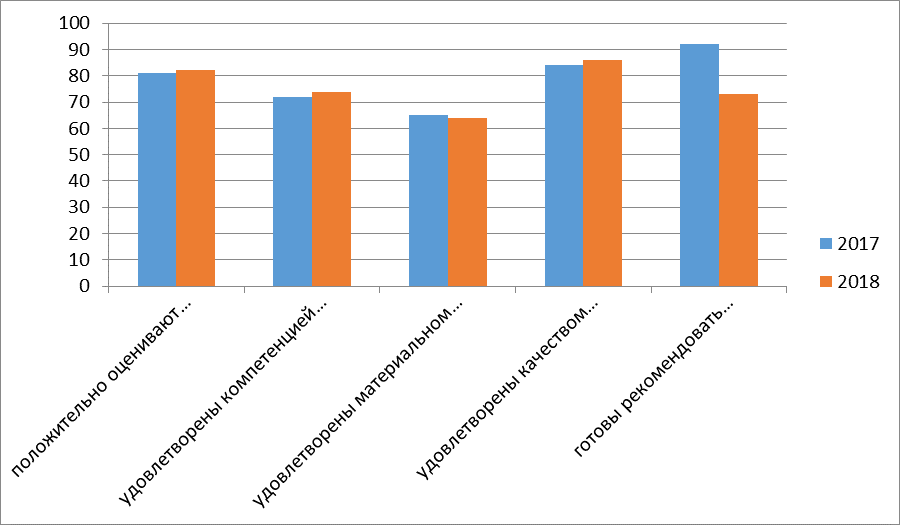 100
90
80
70
60
50
40
30
20
10
0
положительно оценивают...
удовлетворены компетенцией...
удовлетворены материальном...
удовлетворены качеством...
готовы рекомендовать...
2017
2018